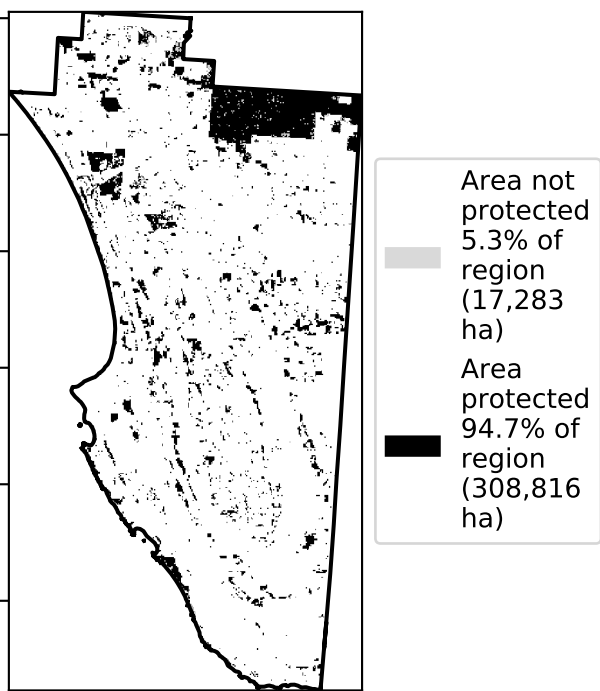 Area not
protected
5.3% of
region
(17,283
ha)
Area
protected
94.7% of
region
(308,816
ha)